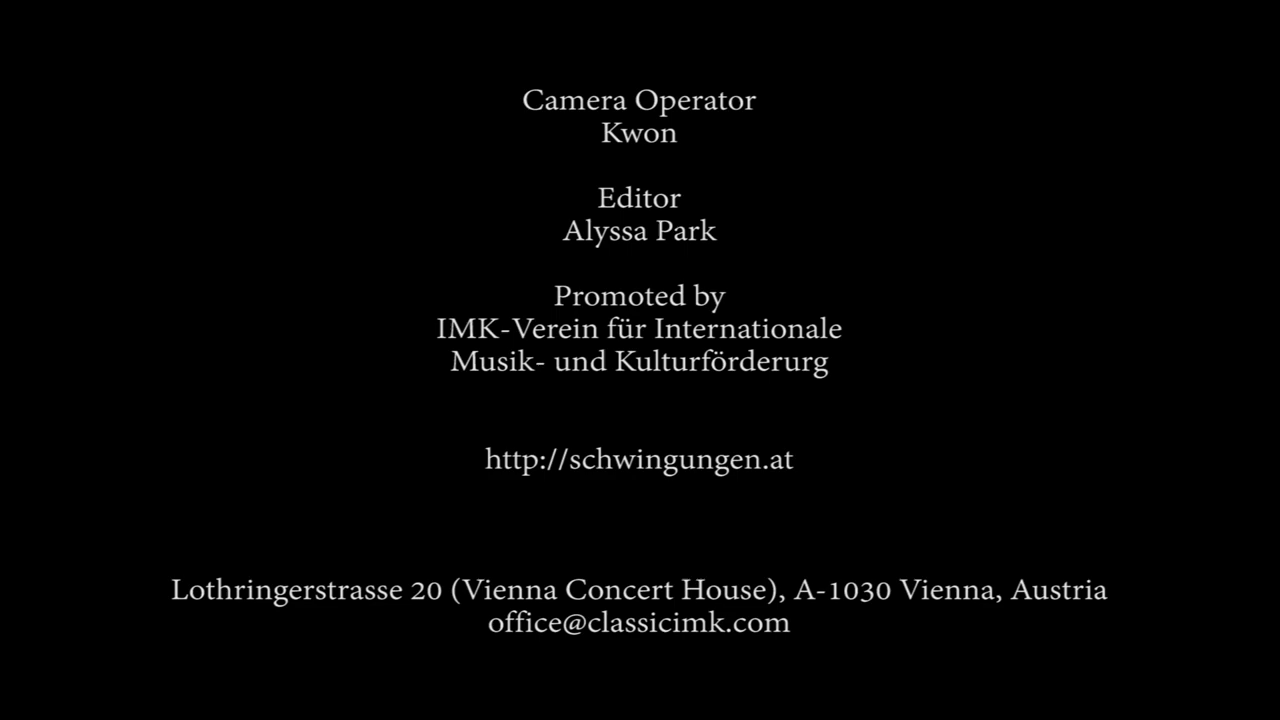 Camera Operator
Kwon
Editor
Alyssa Park
Promoted by
IMK-Verein für Internationale
Musik- und Kulturförderurg
http://schwingungen.at
Lothringerstrasse 20 (Vienna Concert House), A-1030 Vienna, Austria
office@classicimk.com